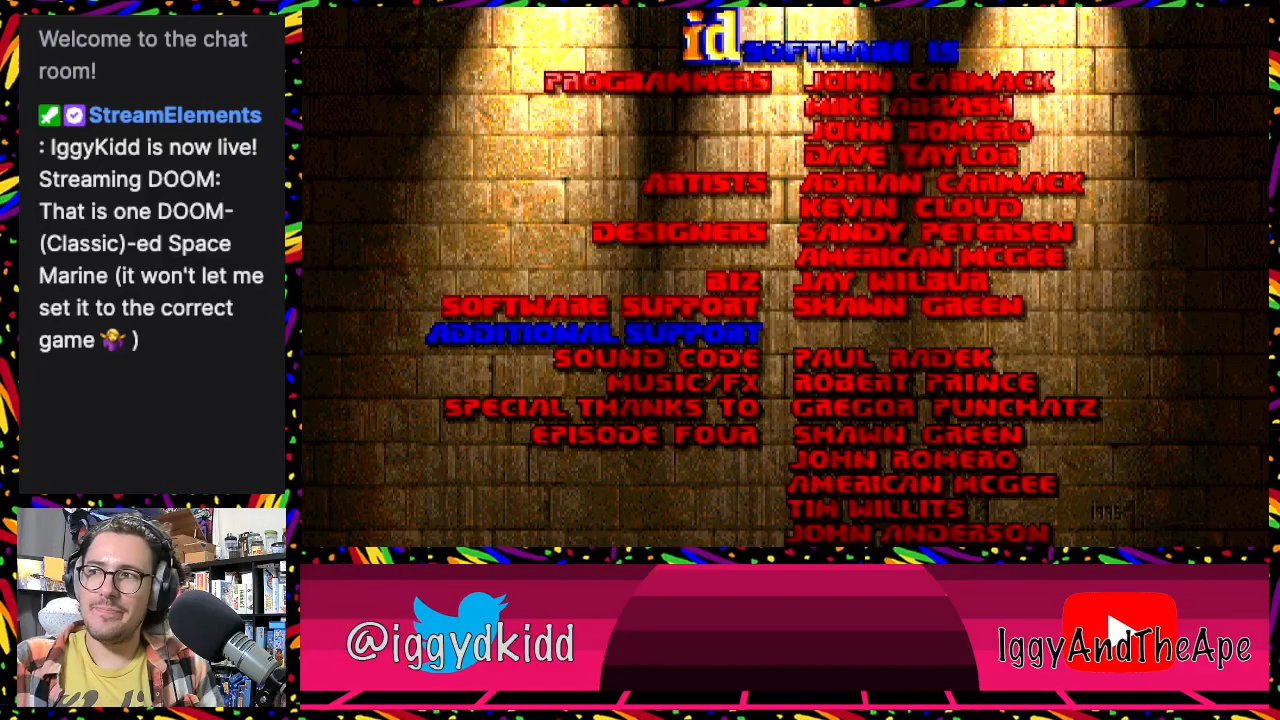 Welcome to the chat
room!
StreamElements
: IggyKidd is now live!
Streaming DOOM:
That is one DOOM-
(Classic)-ed Space
Marine (it won't let me
set it to the correct
game 🤷 )
id SOFTWARE IS
PROGRAMMERS JOHN CARMACK
MIKE ABRASH
JOHN ROMERO
DAVE TAYLOR
ARTISTS ADRIAN CARMACK
KEVIN CLOUD
DESIGNERS SANDY PETERSEN
AMERICAN MCGEE
BIZ JAY WILBUR
SOFTWARE SUPPORT SHAWN GREEN
ADDITIONAL SUPPORT
SOUND CODE PAUL RADEK
MUSIC/FX ROBERT PRINCE
SPECIAL THANKS TO GREGOR PUNCHATZ
EPISODE FOUR SHAWN GREEN
JOHN ROMERO
AMERICAN MCGEE
TIM WILLITS
JOHN ANDERSON
1995
@iggydkidd
IggyAndTheApe